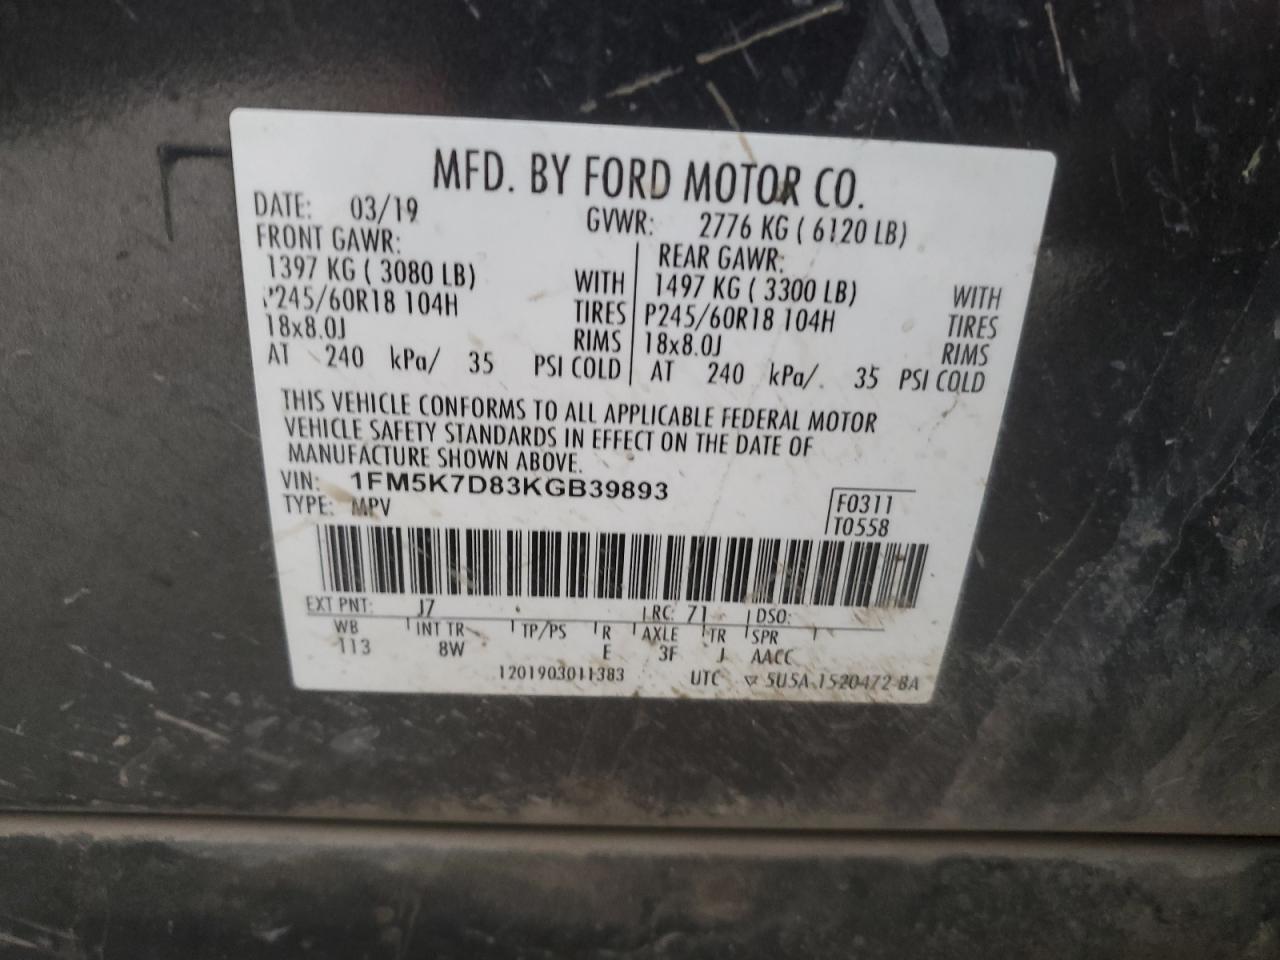 MFD. BY FORD MOTOR CO.
DATE: 03/19 GVWR: 2776 KG ( 6120 LB)
FRONT GAWR: REAR GAWR:
1397 KG ( 3080 LB) WITH 1497 KG ( 3300 LB) WITH
P245/60R18 104H TIRES P245/60R18 104H TIRES
18x8.0J RIMS 18x8.0J RIMS
AT 240 kPa/ 35 PSI COLD AT 240 kPa/. 35 PSI COLD
THIS VEHICLE CONFORMS TO ALL APPLICABLE FEDERAL MOTOR
VEHICLE SAFETY STANDARDS IN EFFECT ON THE DATE OF
MANUFACTURE SHOWN ABOVE.
VIN: 1FM5K7D83KGB39893
TYPE: MPV
F0311
T0558
EXT PNT: J7 RC: 71 DSO:
WB INT TR TP/PS R AXLE TR SPR
113 8W E 3F J AACC
1201903011383 UTC ▽ 5U5A-1520472-BA